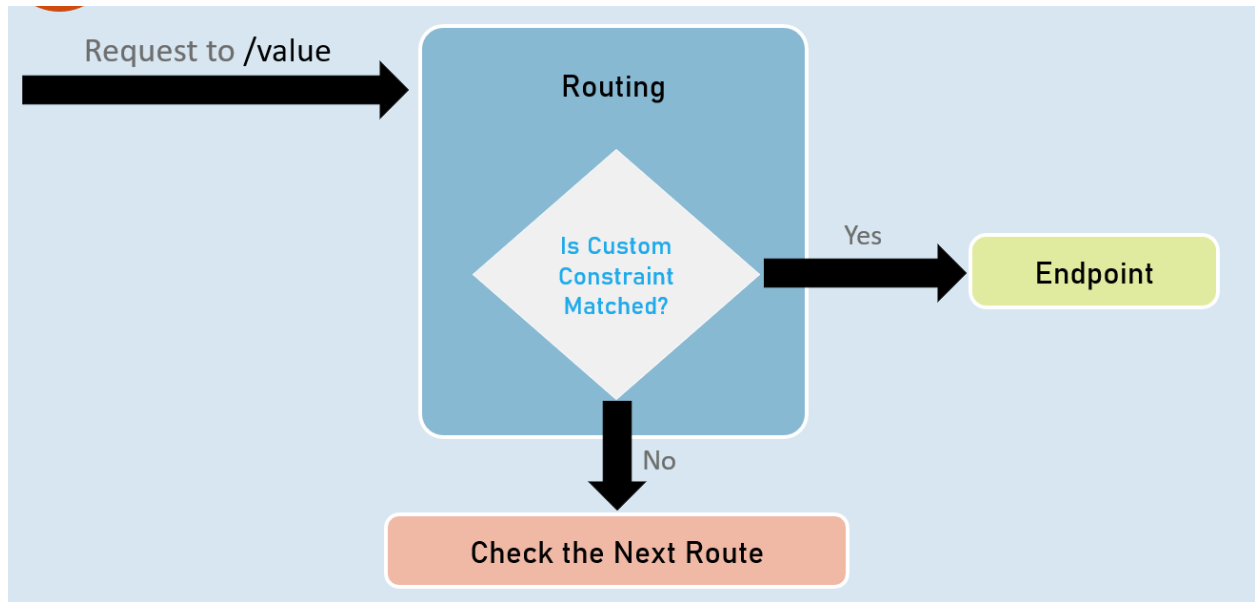 Request to /value
Routing
Is Custom
Constraint
Matched?
Yes
Endpoint
No
Check the Next Route